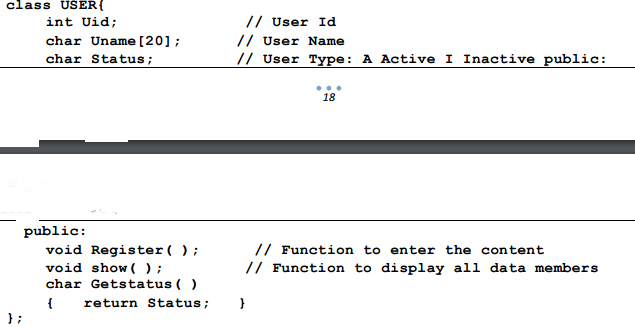 class USER{
int Uid; // User Id
char Uname[20]; // User Name
char Status; // User Type: A Active I Inactive public:
18
public:
void Register( ); // Function to enter the content
void show( ); // Function to display all data members
char Getstatus( )
{ return Status; }
};